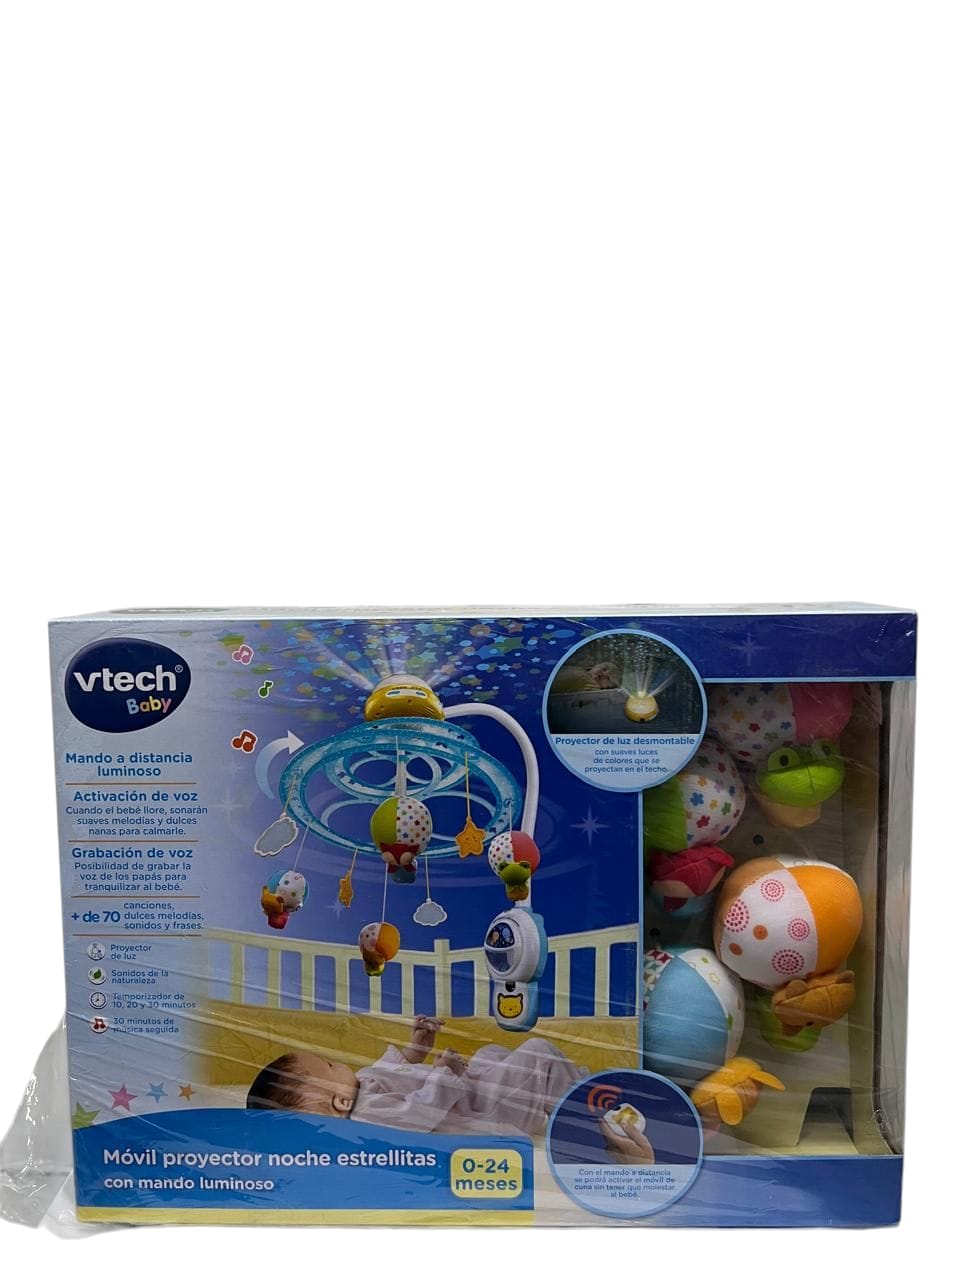 vtech®
Baby
Mando a distancia
luminoso
Activación de voz
Cuando el bebé llore, sonarán
suaves melodías y dulces
nanas para calmarle.
Grabación de voz
Posibilidad de grabar la
voz de los papás para
tranquilizar al bebé.
+ de 70 canciones,
dulces melodías,
sonidos y frases.
Proyector
de luz
Sonidos de la
naturaleza
Temporizador de
10, 20 y 30 minutos
30 minutos de
música seguida
Proyector de luz desmontable
con suaves luces
de colores que se
proyectan en el techo.
Móvil proyector noche estrellitas
con mando luminoso
0-24
meses
Con el mando a distancia
se podrá activar el móvil de
cuna sin tener que molestar
al bebé.